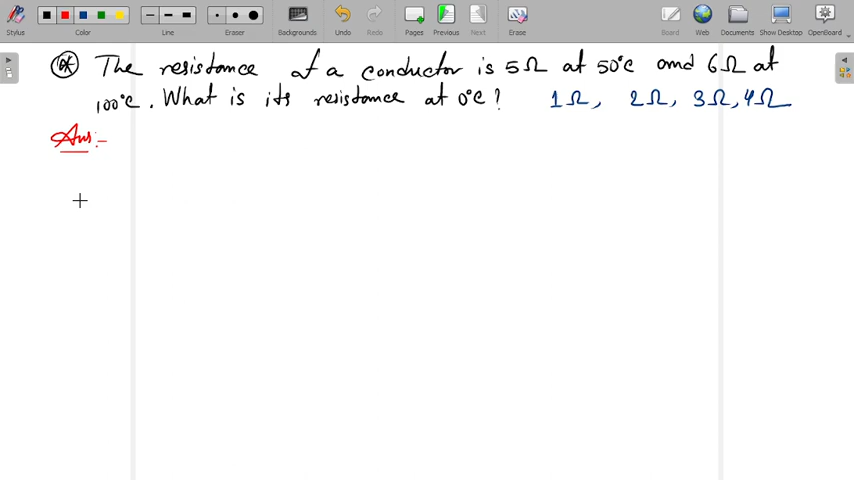 Stylus
Color
Line
Eraser
Backgrounds
Undo
Redo
Pages
Previous
Next
Erase
Board
Web
Documents
Show Desktop
OpenBoard
The resistance of a conductor is 5Ω at 50°C and 6Ω at
100°C. What is its resistance at 0°C? 1Ω, 2Ω, 3Ω, 4Ω
Ans:-